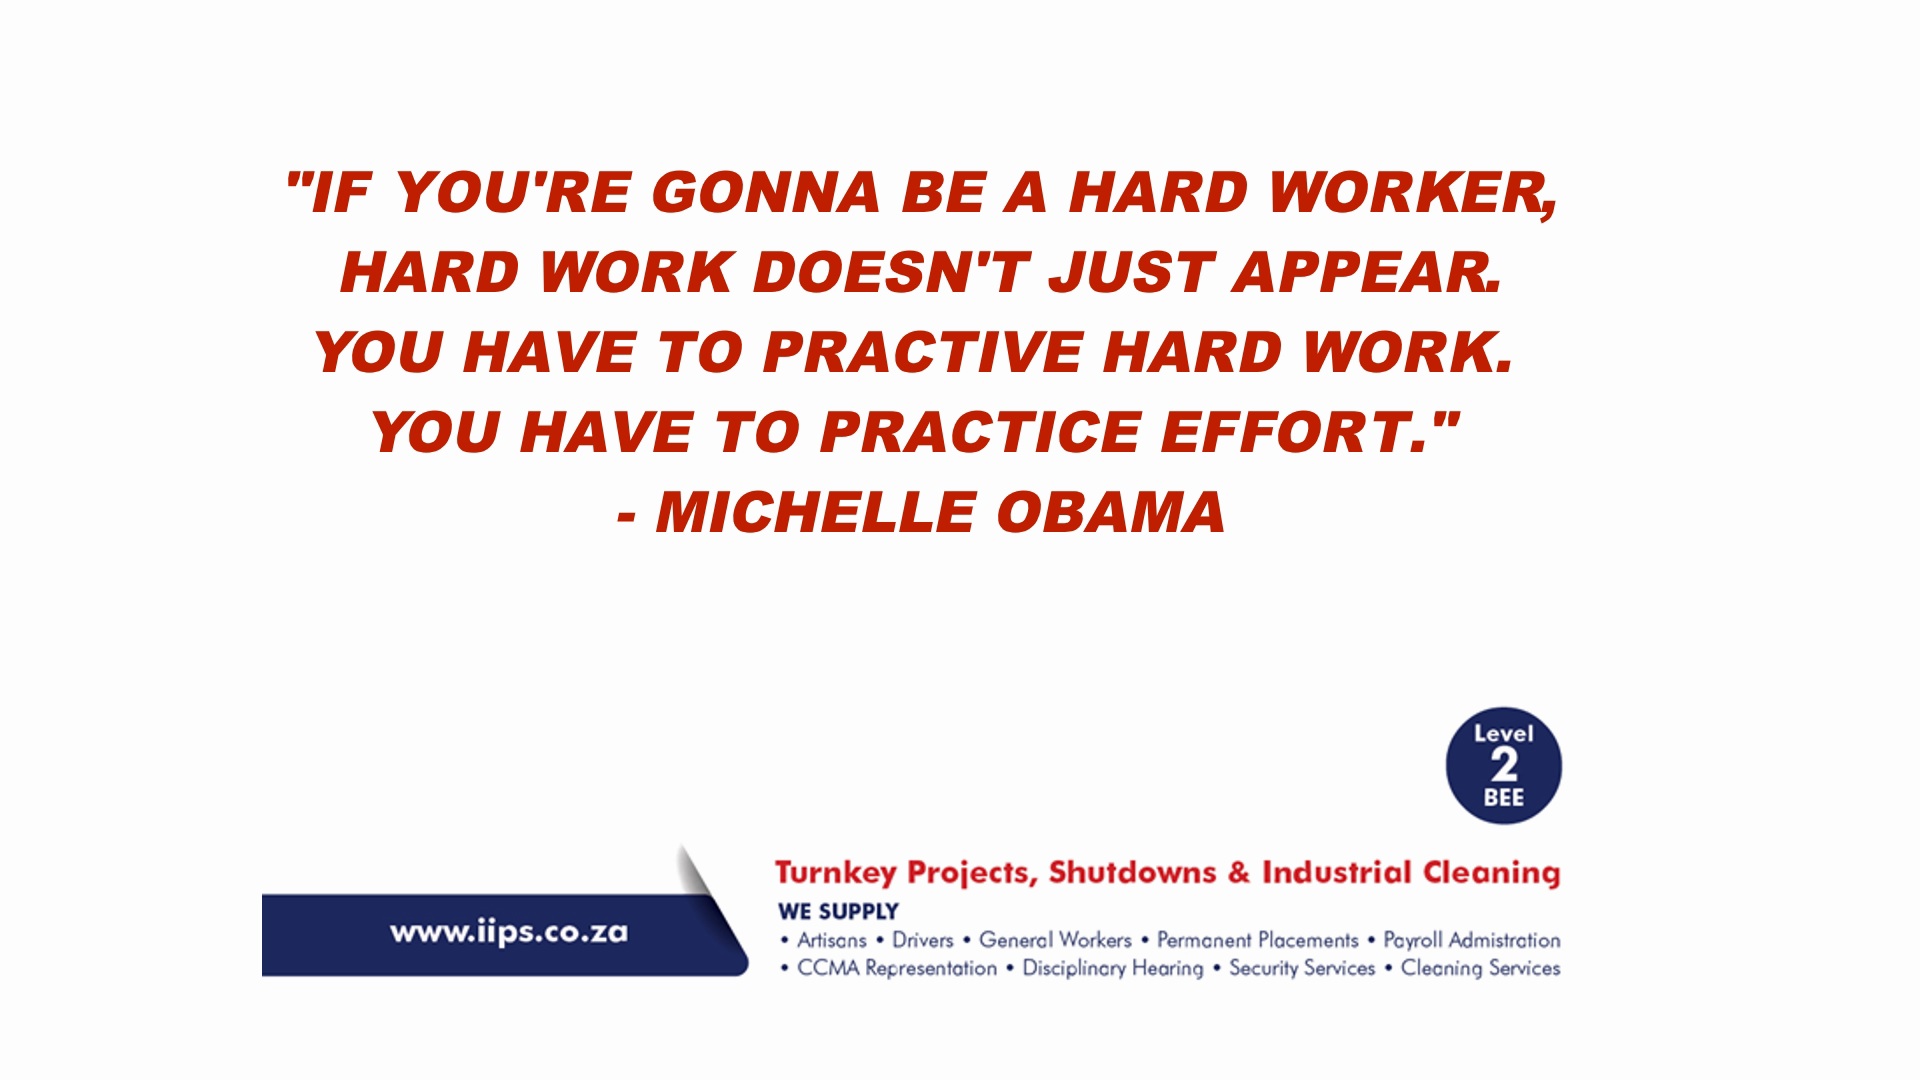 "IF YOU'RE GONNA BE A HARD WORKER,
HARD WORK DOESN'T JUST APPEAR.
YOU HAVE TO PRACTIVE HARD WORK.
YOU HAVE TO PRACTICE EFFORT."
- MICHELLE OBAMA
Level
2
BEE
Turnkey Projects, Shutdowns & Industrial Cleaning
WE SUPPLY
www.iips.co.za
• Artisans • Drivers • General Workers • Permanent Placements • Payroll Admistration
• CCMA Representation • Disciplinary Hearing • Security Services • Cleaning Services